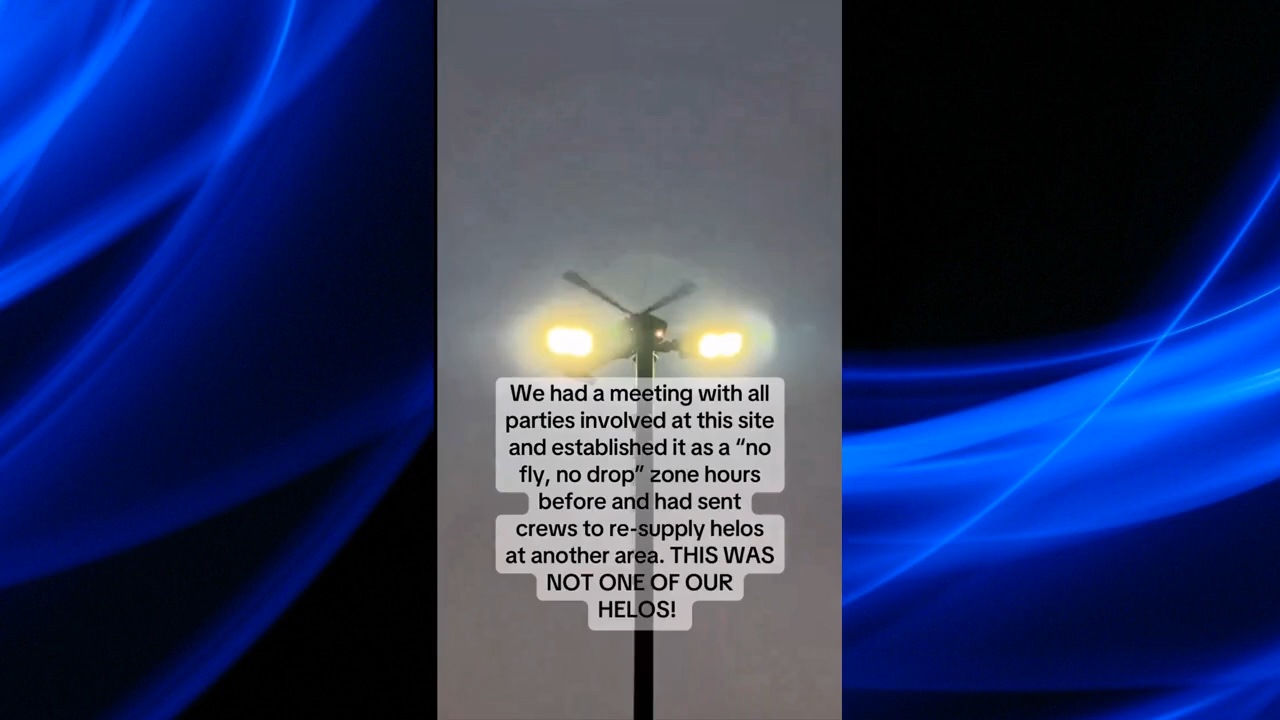 We had a meeting with all
parties involved at this site
and established it as a “no
fly, no drop” zone hours
before and had sent
crews to re-supply helos
at another area. THIS WAS
NOT ONE OF OUR
HELOS!